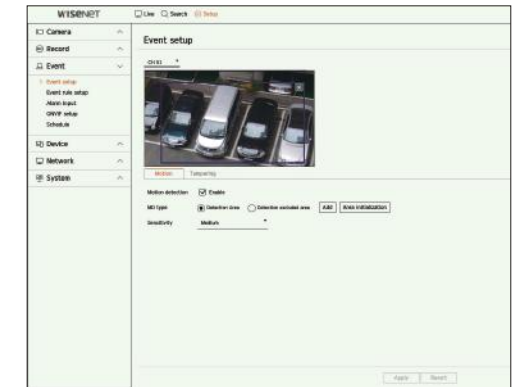 WISENET
Live Search Setup
Camera
Record
Event
Event setup
Event rule setup
Alarm input
ONVIF setup
Schedule
Device
Network
System
Event setup
CH 01
Motion Tampering
Motion detection Enable
MD type Detection area Detection excluded area Add Area initialization
Sensitivity Medium
Apply Revert